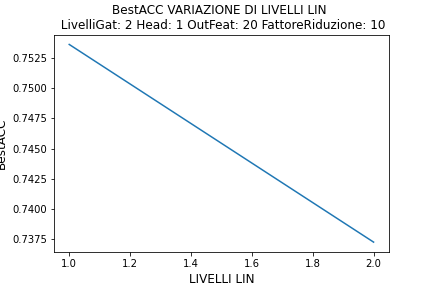 BestACC VARIAZIONE DI LIVELLI LIN
LivelliGat: 2 Head: 1 OutFeat: 20 FattoreRiduzione: 10
BestACC
0.7525
0.7500
0.7475
0.7450
0.7425
0.7400
0.7375
1.0 1.2 1.4 1.6 1.8 2.0
LIVELLI LIN